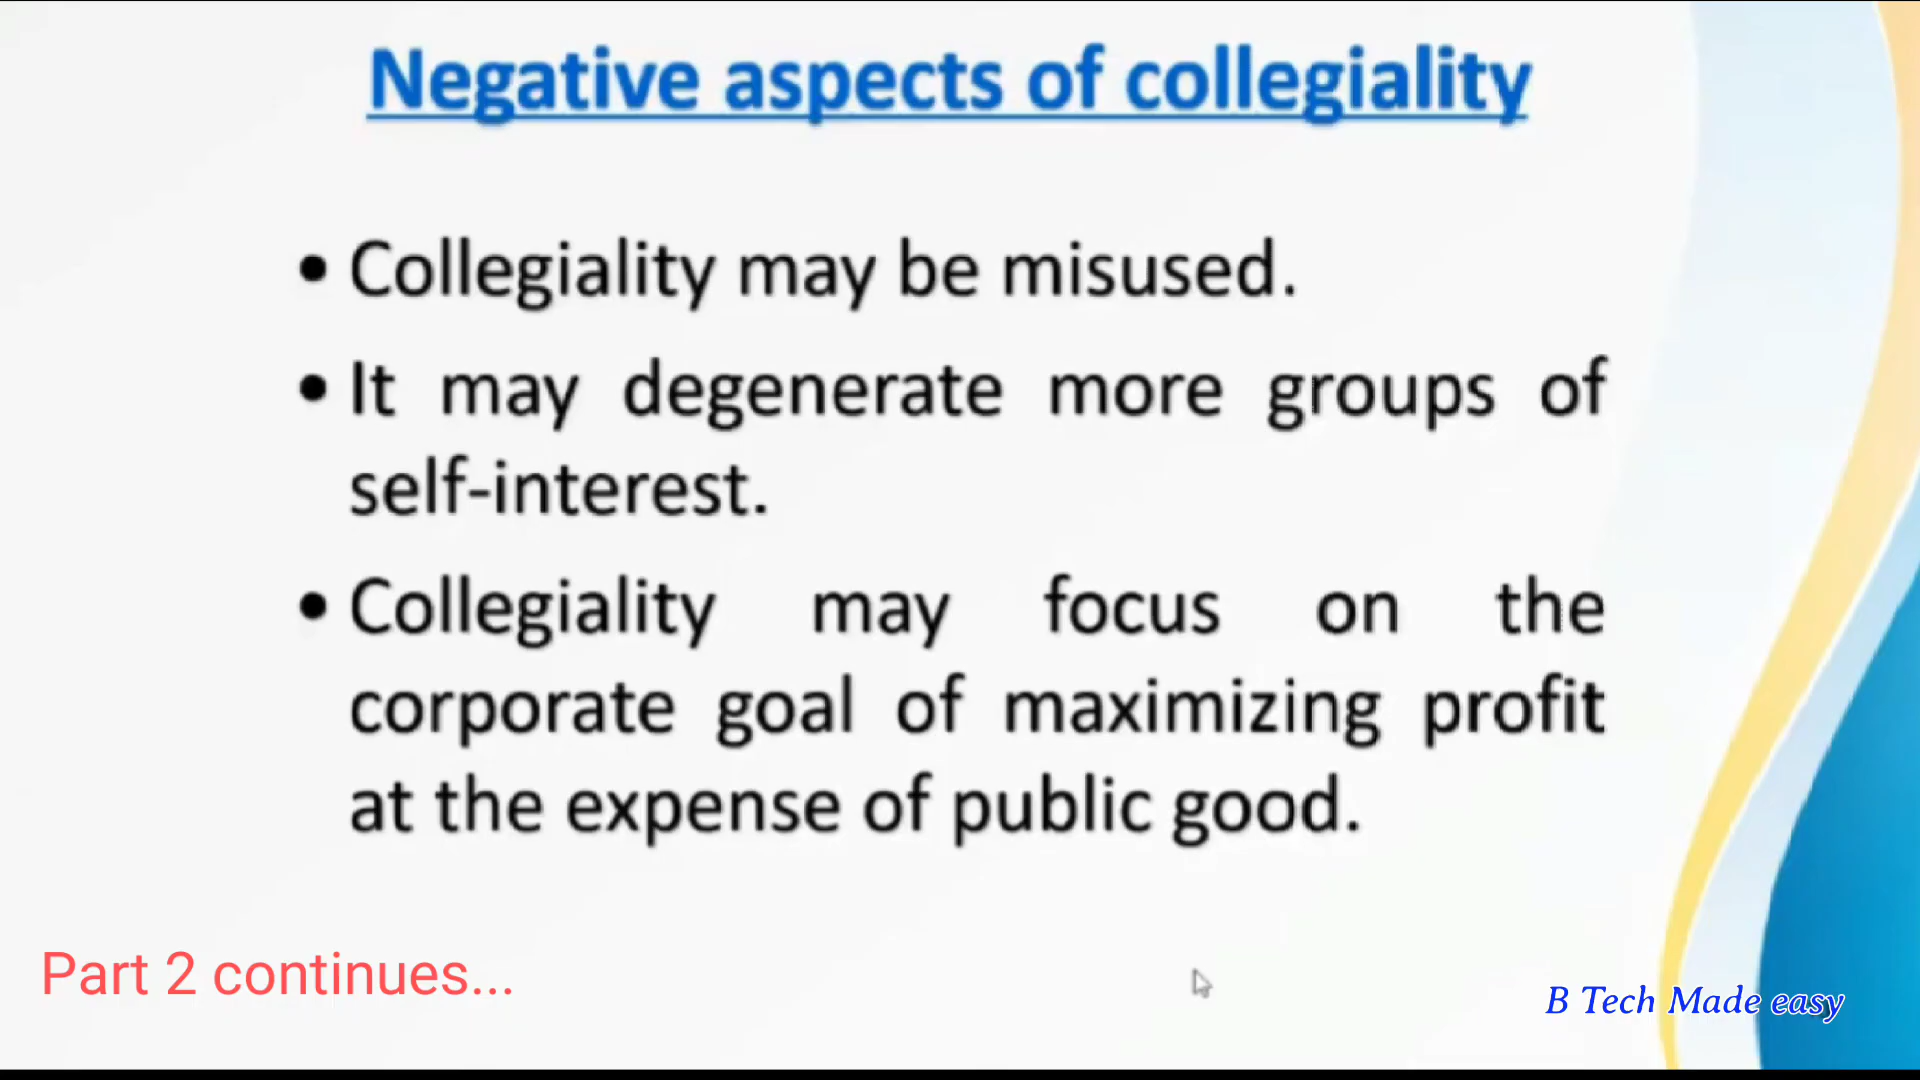 Negative aspects of collegiality
• Collegiality may be misused.
• It may degenerate more groups of
self-interest.
• Collegiality may focus on the
corporate goal of maximizing profit
at the expense of public good.
Part 2 continues...
B Tech Made easy